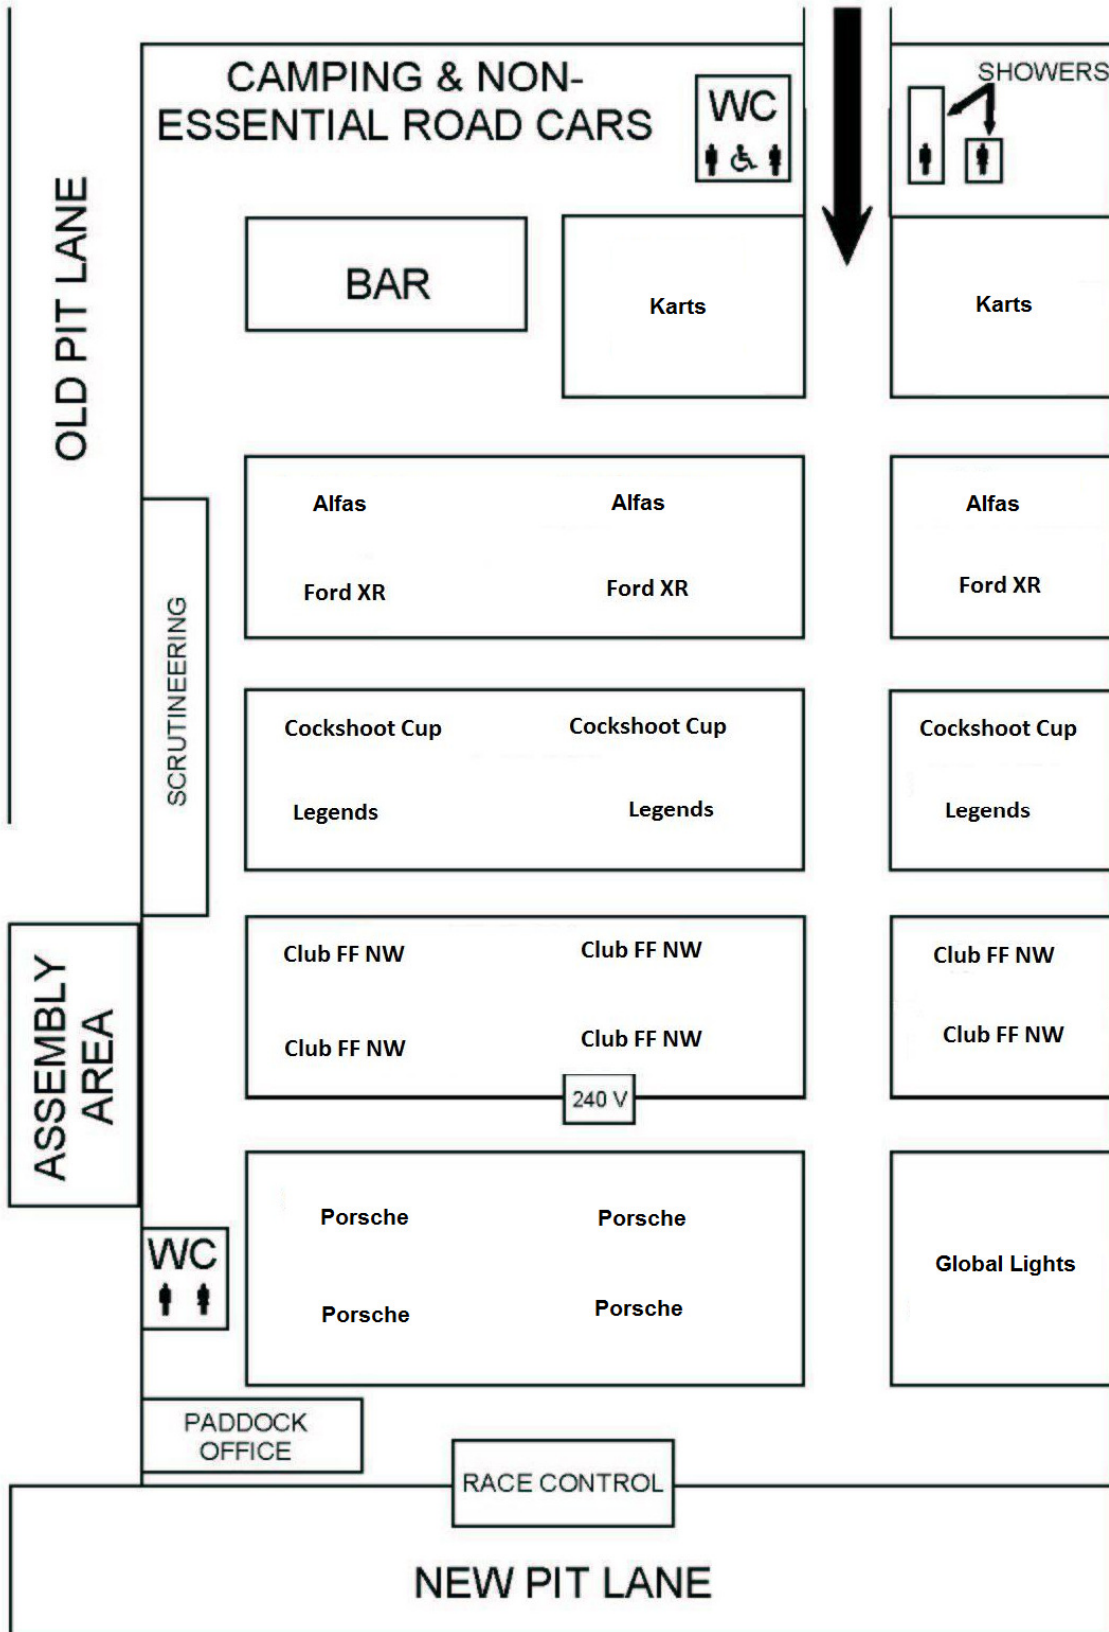 CAMPING & NON-
ESSENTIAL ROAD CARS
WC
SHOWERS
OLD PIT LANE
BAR
Karts
Karts
Alfas
Alfas
Alfas
Ford XR
Ford XR
Ford XR
SCRUTINEERING
Cockshoot Cup
Cockshoot Cup
Cockshoot Cup
Legends
Legends
Legends
ASSEMBLY
AREA
Club FF NW
Club FF NW
Club FF NW
Club FF NW
Club FF NW
Club FF NW
240 V
Porsche
Porsche
Global Lights
Porsche
Porsche
WC
PADDOCK
OFFICE
RACE CONTROL
NEW PIT LANE